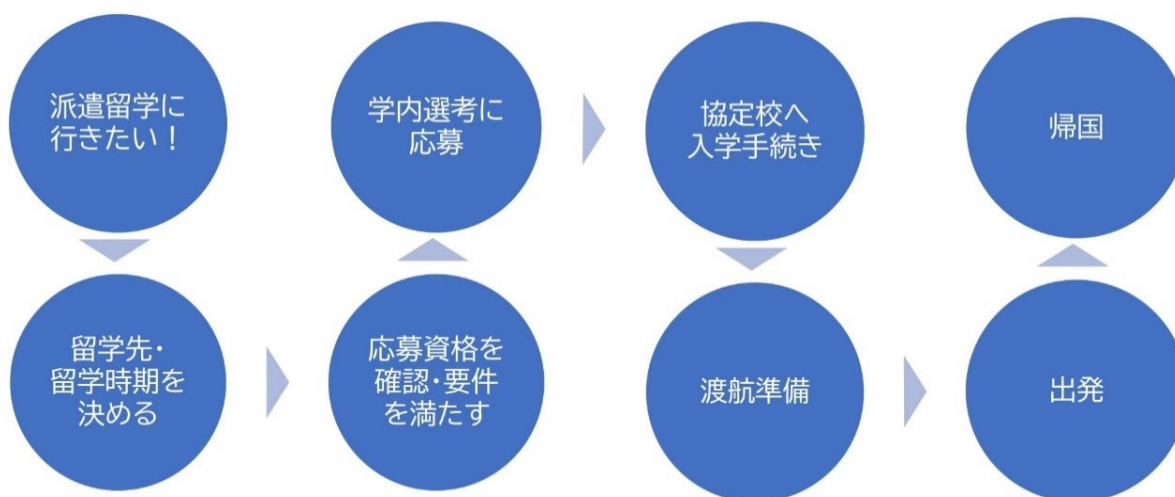 派遣留学に
行きたい！
留学先・
留学時期を
決める
応募資格を
確認・要件
を満たす
学内選考に
応募
協定校へ
入学手続き
渡航準備
出発
帰国